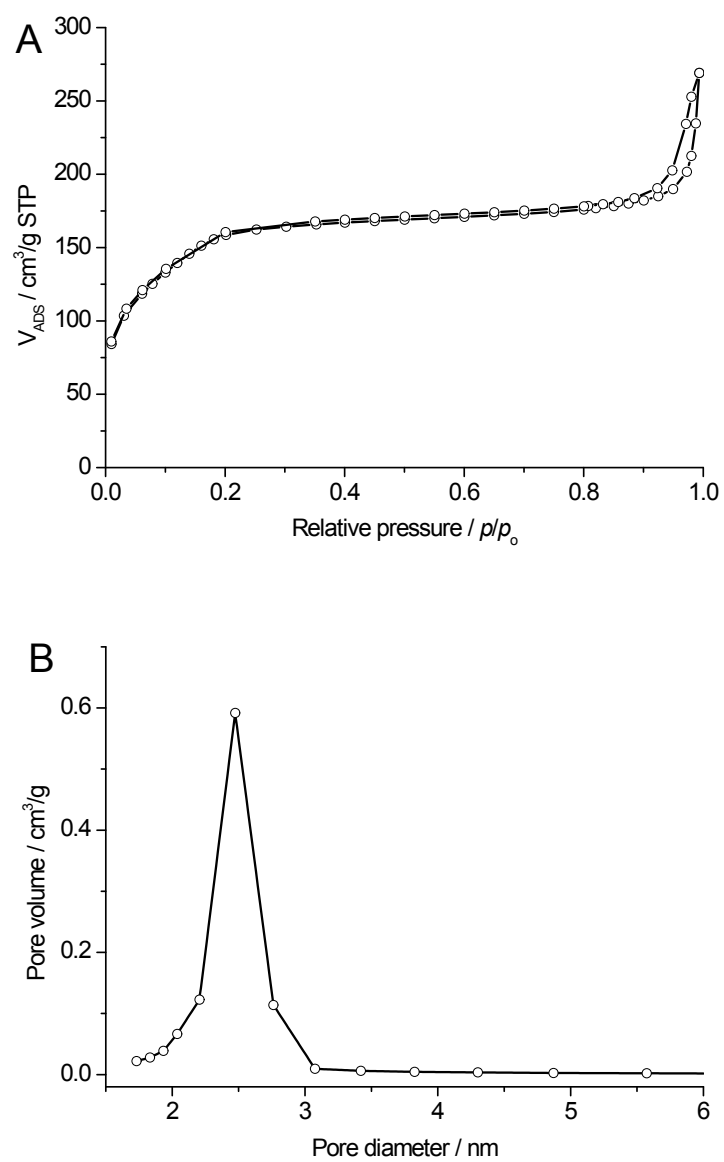 A
300
250
200
150
100
50
0
V_ADS / cm³/g STP
0.0 0.2 0.4 0.6 0.8 1.0
Relative pressure / p/p_o
B
0.6
0.4
0.2
0.0
Pore volume / cm³/g
2 3 4 5 6
Pore diameter / nm